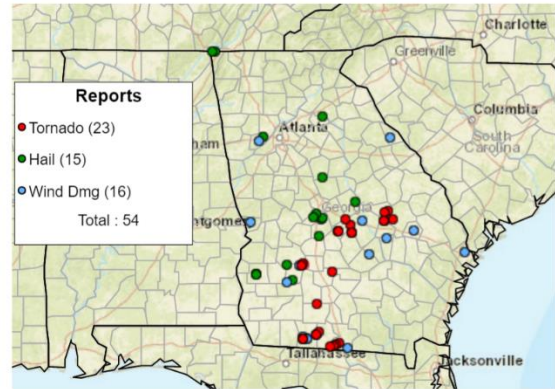 Charlotte
Greenville
Reports
Tornado (23)
Hail (15)
Wind Dmg (16)
Total : 54
Columbia
South
Carolina
Atlanta
ham
Georgia
ntgomer
Tallahassee
Jacksonville